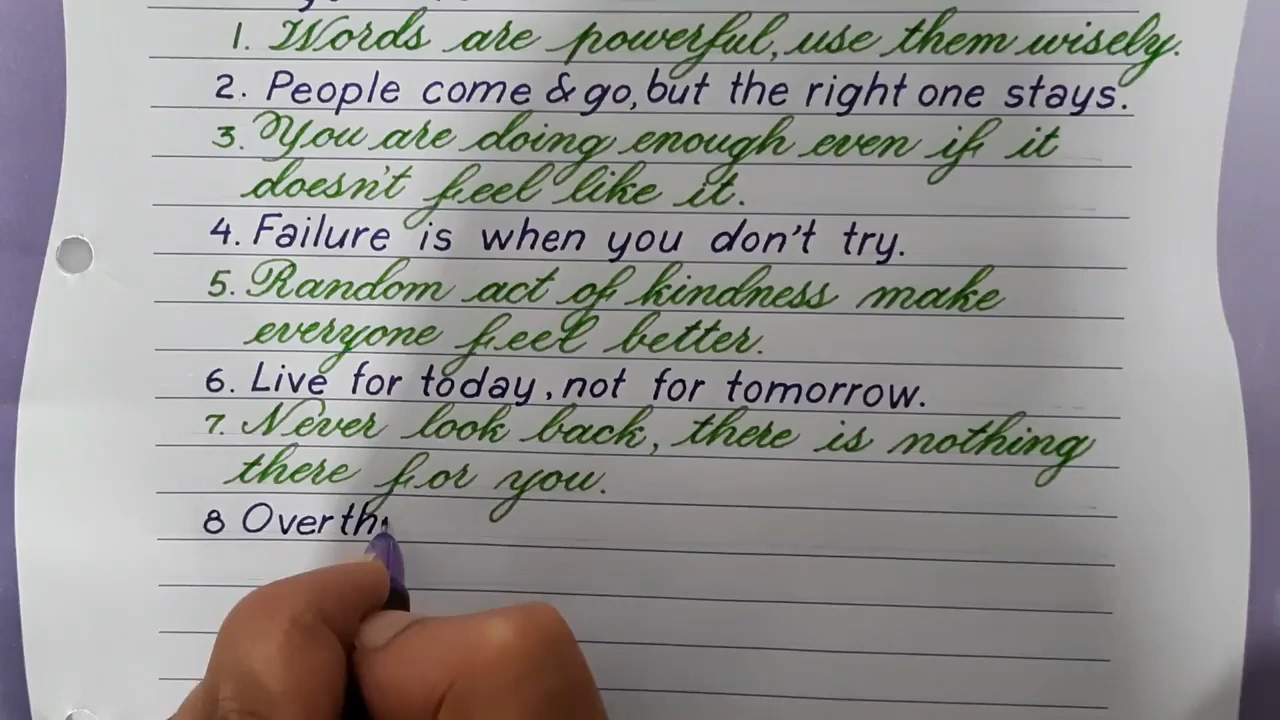 1. Words are powerful, use them wisely.
2. People come & go, but the right one stays.
3. You are doing enough even if it
doesn't feel like it.
4. Failure is when you don't try.
5. Random act of kindness make
everyone feel better.
6. Live for today, not for tomorrow.
7. Never look back, there is nothing
there for you.
8 Overth